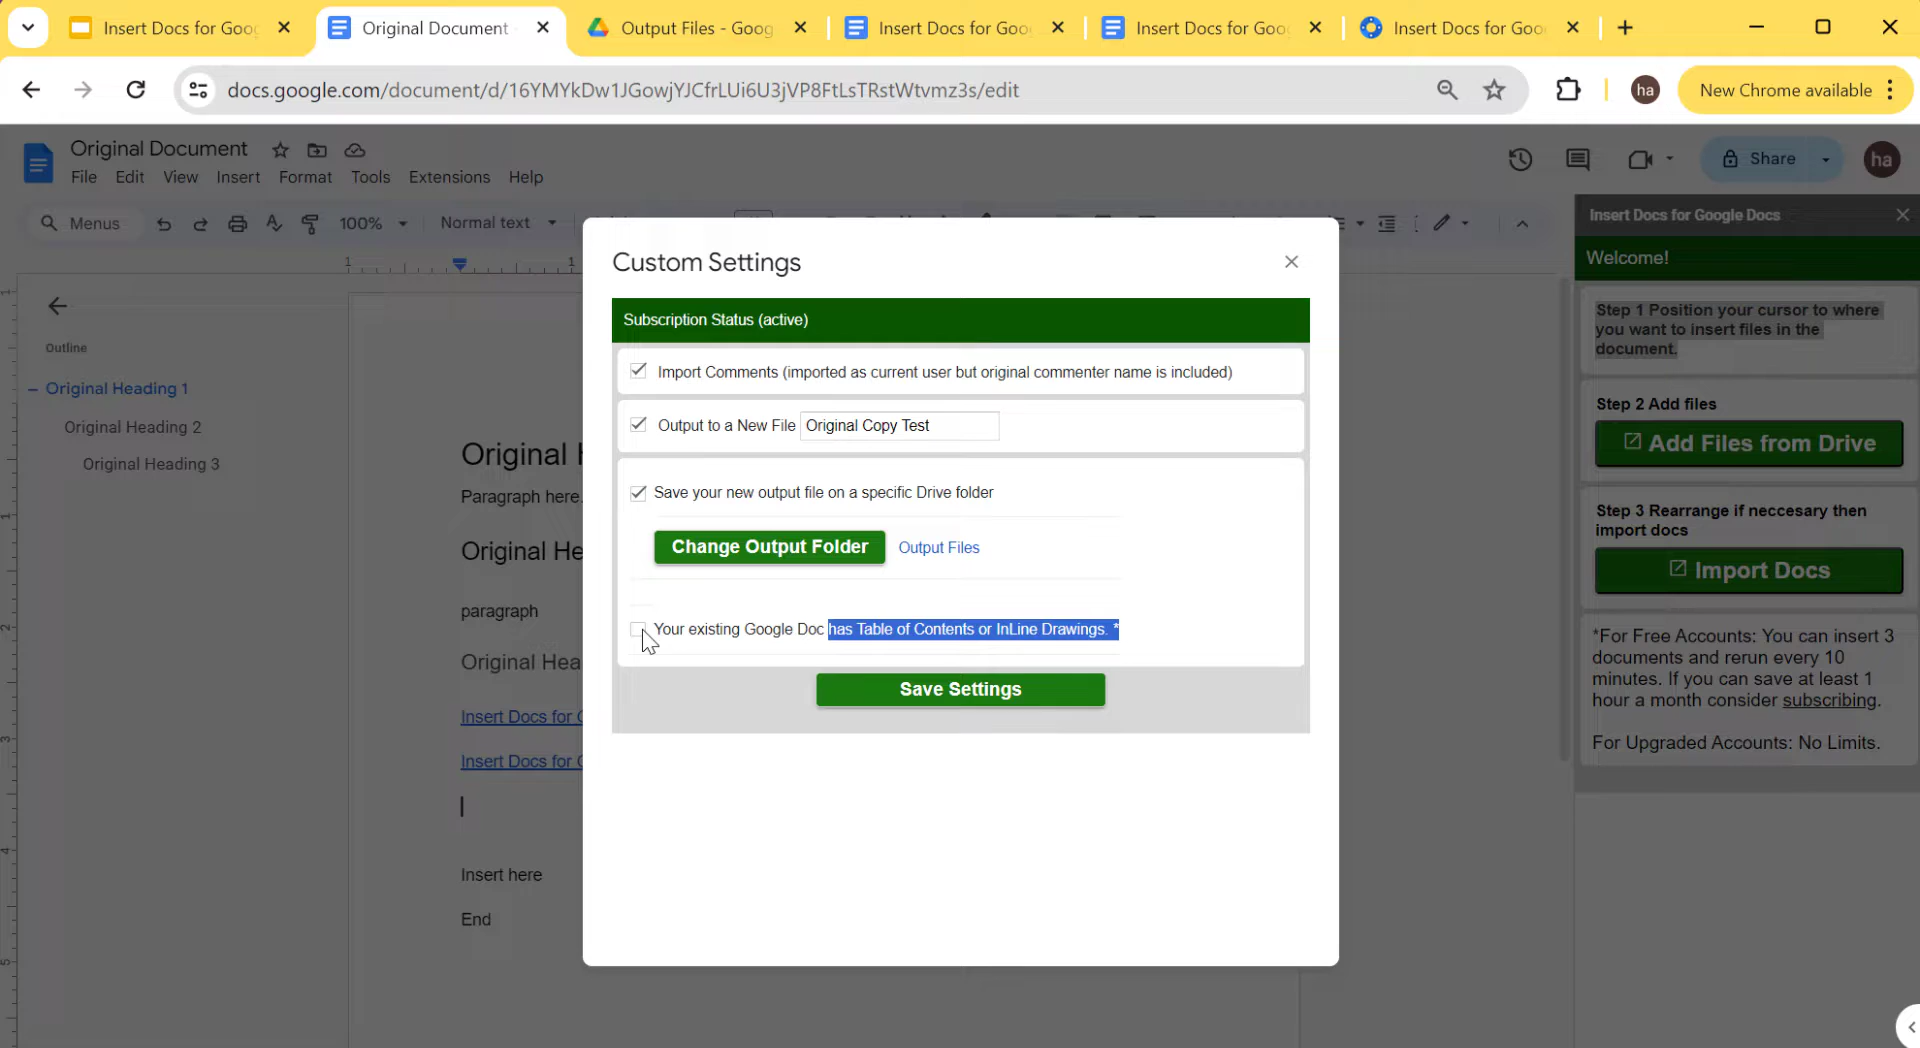 Insert Docs for Goo
Original Document
Output Files - Goog
Insert Docs for Goo
Insert Docs for Goo
Insert Docs for Goo
docs.google.com/document/d/16YMYkDw1JGowjYJCfrLUi6U3jVP8FtLsTRstWtvmz3s/edit
ha
New Chrome available
Original Document
File Edit View Insert Format Tools Extensions Help
Share
ha
Menus
100%
Normal text
Outline
Original Heading 1
Original Heading 2
Original Heading 3
Original H
Paragraph here.
Original He
paragraph
Original Hea
Insert Docs for G
Insert Docs for G
Insert here
End
Custom Settings
Subscription Status (active)
Import Comments (imported as current user but original commenter name is included)
Output to a New File Original Copy Test
Save your new output file on a specific Drive folder
Change Output Folder Output Files
Your existing Google Doc has Table of Contents or InLine Drawings. *
Save Settings
Insert Docs for Google Docs
Welcome!
Step 1 Position your cursor to where
you want to insert files in the
document.
Step 2 Add files
Add Files from Drive
Step 3 Rearrange if neccesary then
import docs
Import Docs
*For Free Accounts: You can insert 3
documents and rerun every 10
minutes. If you can save at least 1
hour a month consider subscribing.
For Upgraded Accounts: No Limits.